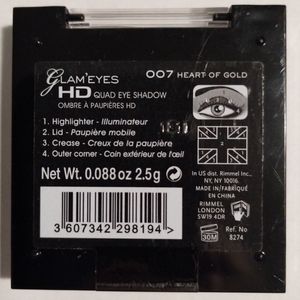 GLAM'EYES
HD
QUAD EYE SHADOW
OMBRE À PAUPIÈRES HD
007 HEART OF GOLD
1. Highlighter - Illuminateur
2. Lid - Paupière mobile
3. Crease - Creux de la paupière
4. Outer corner - Coin extérieur de l'œil
Net Wt. 0.088oz 2.5g
3 607342 298194 >
2
In US dist. Rimmel Inc.,
NY, NY 10016.
MADE IN/FABRIQUÉ
EN CHINA
RIMMEL
LONDON
SW19 4DR
30M
Ref. No
8274